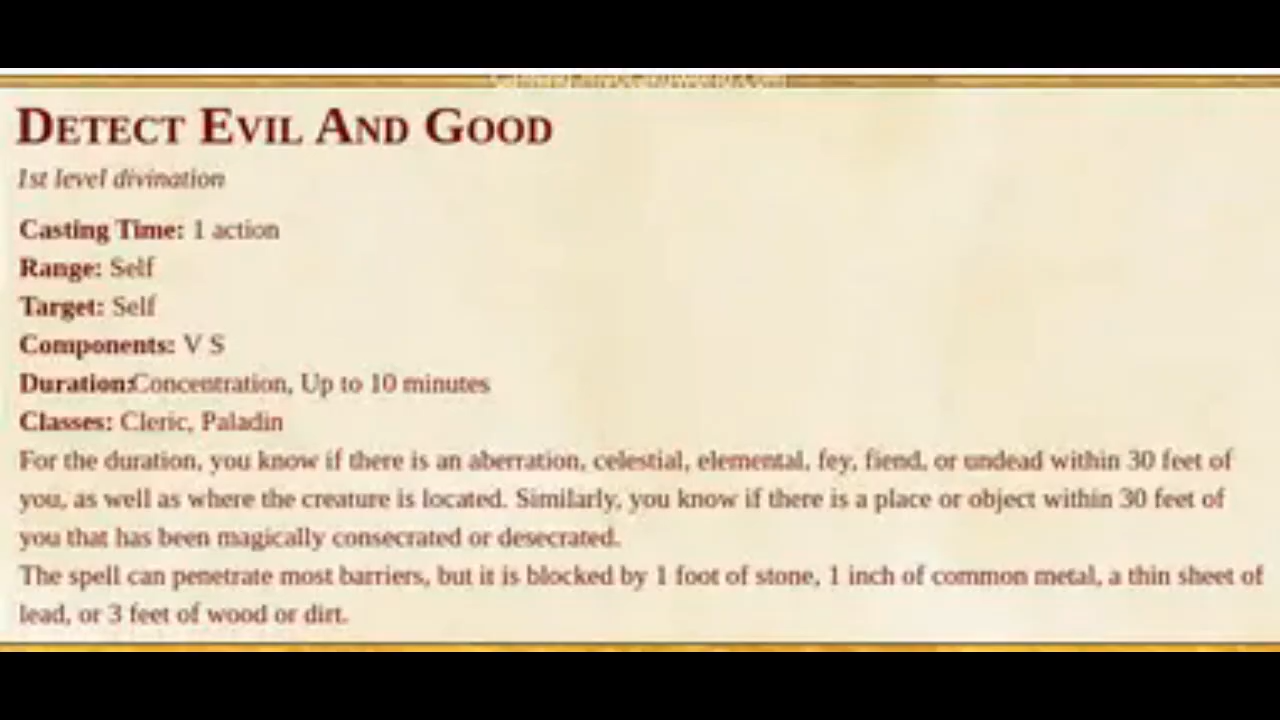 Detect Evil And Good
1st level divination
Casting Time: 1 action
Range: Self
Target: Self
Components: V S
Duration:Concentration, Up to 10 minutes
Classes: Cleric, Paladin
For the duration, you know if there is an aberration, celestial, elemental, fey, fiend, or undead within 30 feet of
you, as well as where the creature is located. Similarly, you know if there is a place or object within 30 feet of
you that has been magically consecrated or desecrated.
The spell can penetrate most barriers, but it is blocked by 1 foot of stone, 1 inch of common metal, a thin sheet of
lead, or 3 feet of wood or dirt.